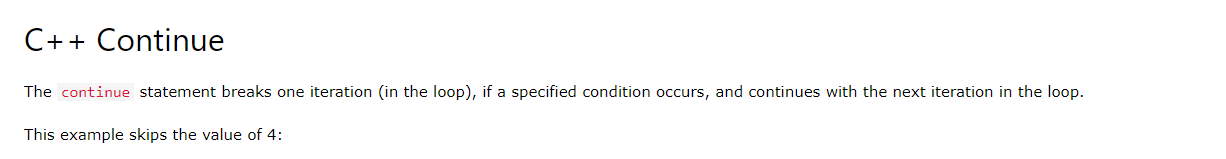 C++ Continue
The continue statement breaks one iteration (in the loop), if a specified condition occurs, and continues with the next iteration in the loop.
This example skips the value of 4: